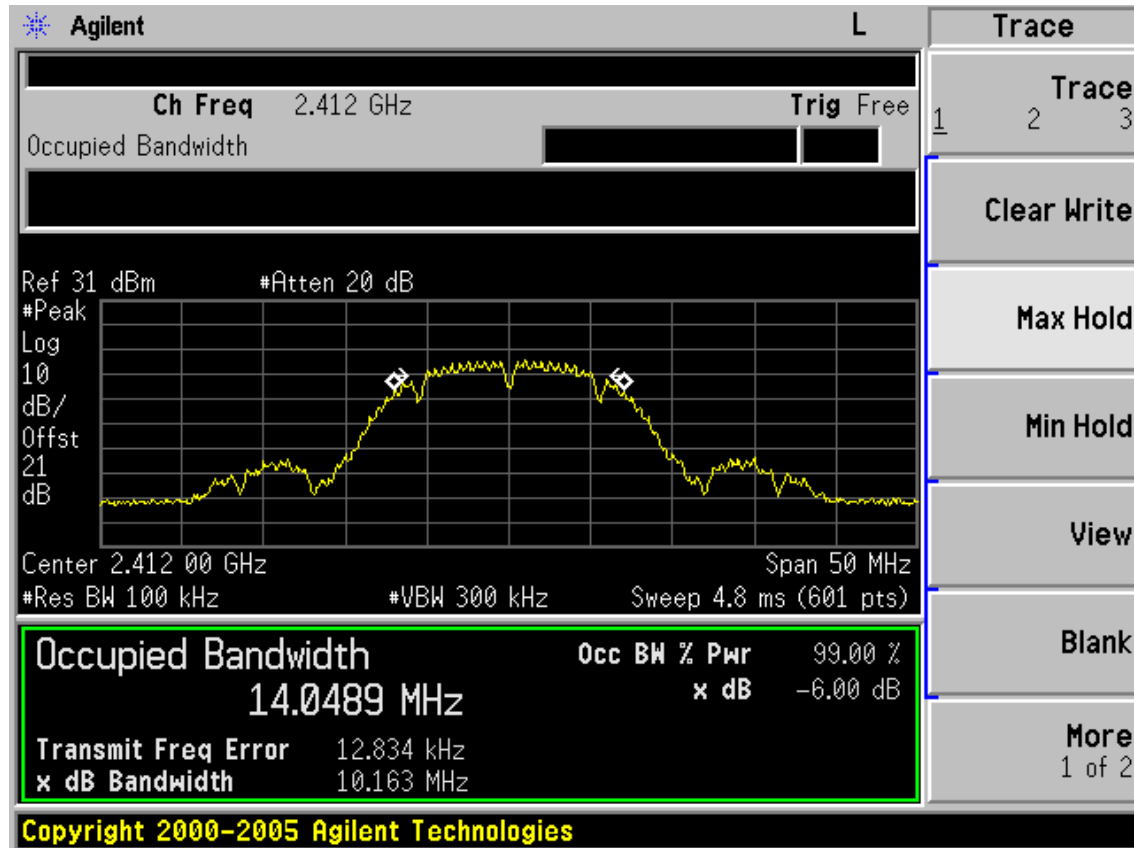 Agilent L Trace
Ch Freq 2.412 GHz Trig Free
Occupied Bandwidth
Trace
1 2 3
Clear Write
Max Hold
Min Hold
View
Blank
More
1 of 2
Ref 31 dBm #Atten 20 dB
#Peak
Log
10
dB/
Offst
21
dB
Center 2.412 00 GHz Span 50 MHz
#Res BW 100 kHz #VBW 300 kHz Sweep 4.8 ms (601 pts)
Occupied Bandwidth Occ BW % Pwr 99.00 %
14.0489 MHz x dB -6.00 dB
Transmit Freq Error 12.834 kHz
x dB Bandwidth 10.163 MHz
Copyright 2000-2005 Agilent Technologies